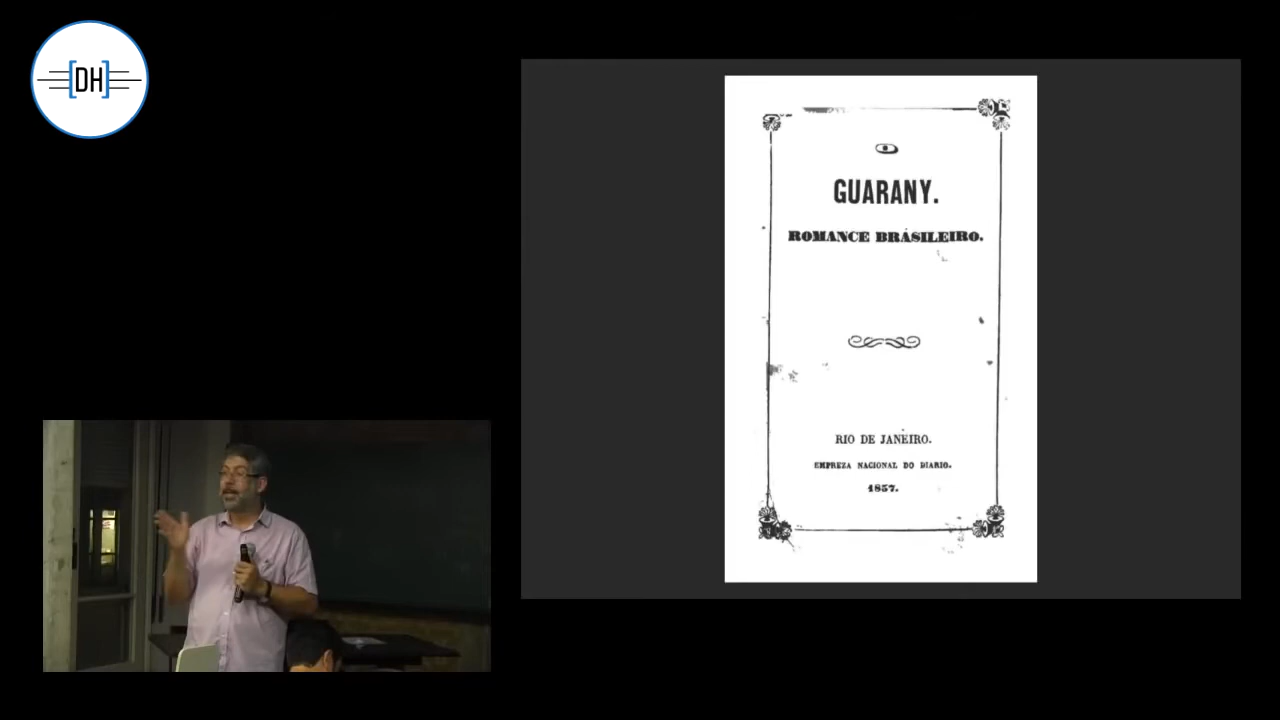 [DH]
O
GUARANY.
ROMANCE BRASILEIRO.
RIO DE JANEIRO.
EMPREZA NACIONAL DO DIARIO.
1857.